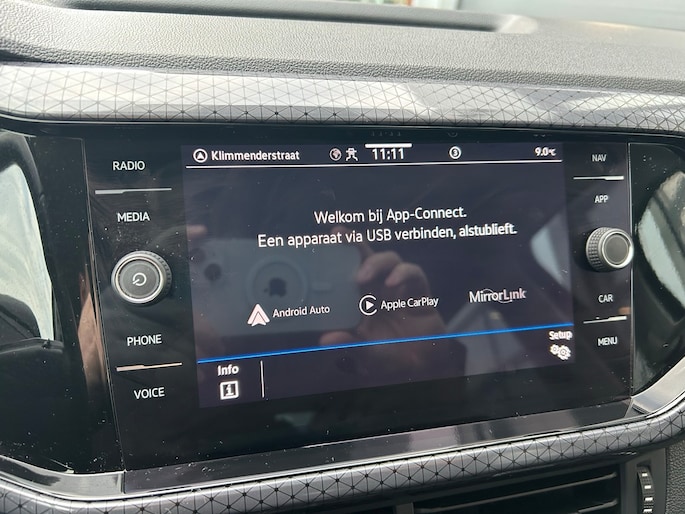 RADIO
MEDIA
PHONE
VOICE
Klimmenderstraat 11:11 3 9.0°C
Welkom bij App-Connect.
Een apparaat via USB verbinden, alstublieft.
Android Auto Apple CarPlay MirrorLink
Setup
Info
i
NAV
APP
CAR
MENU